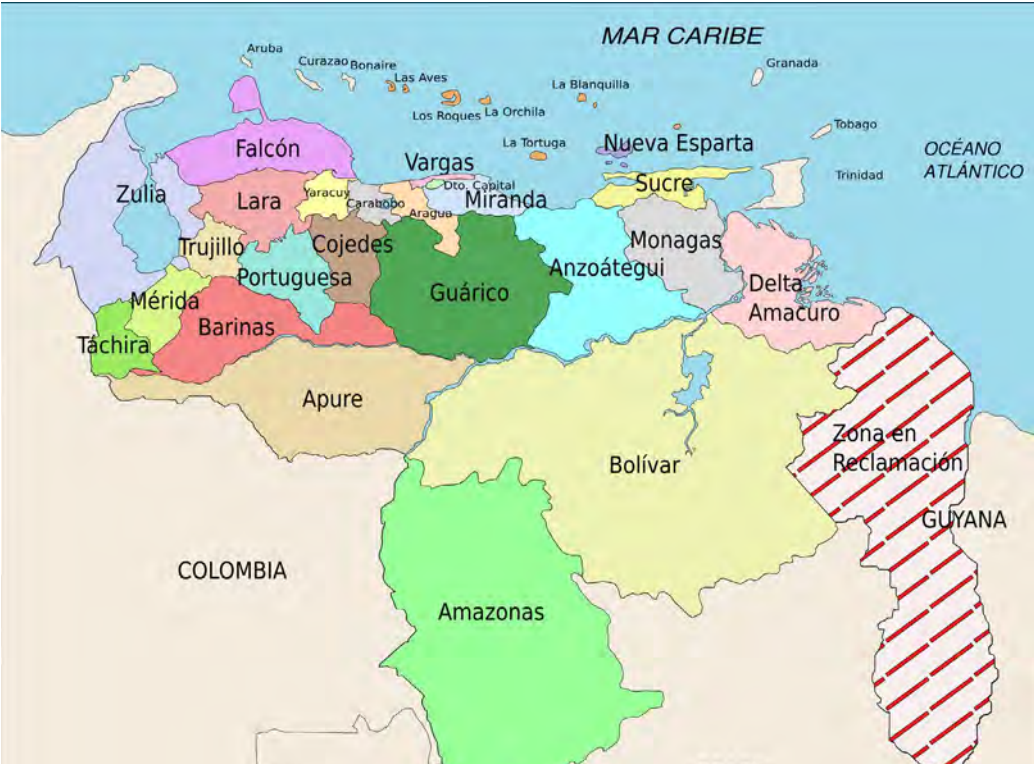 MAR CARIBE
Aruba
Curazao
Bonaire
Las Aves
Los Roques
La Orchila
La Blanquilla
Granada
La Tortuga
Nueva Esparta
Tobago
OCÉANO
ATLÁNTICO
Trinidad
Falcón
Vargas
Dto. Capital
Sucre
Zulia
Lara
Yaracuy
Carabobo
Aragua
Miranda
Trujillo
Cojedes
Monagas
Portuguesa
Guárico
Anzoátegui
Delta
Amacuro
Mérida
Barinas
Táchira
Apure
Bolívar
Zona en
Reclamación
GUYANA
COLOMBIA
Amazonas